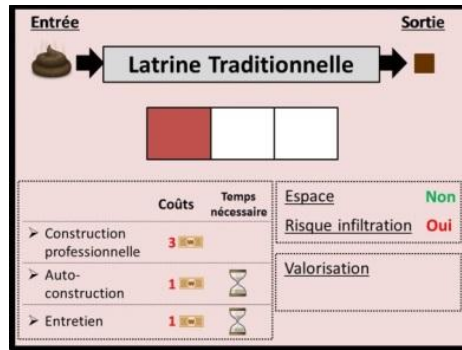 Entrée
Sortie
Latrine Traditionnelle
Coûts
Temps nécessaire
➢ Construction professionnelle
3
➢ Auto-construction
1
➢ Entretien
1
Espace Non
Risque infiltration Oui
Valorisation